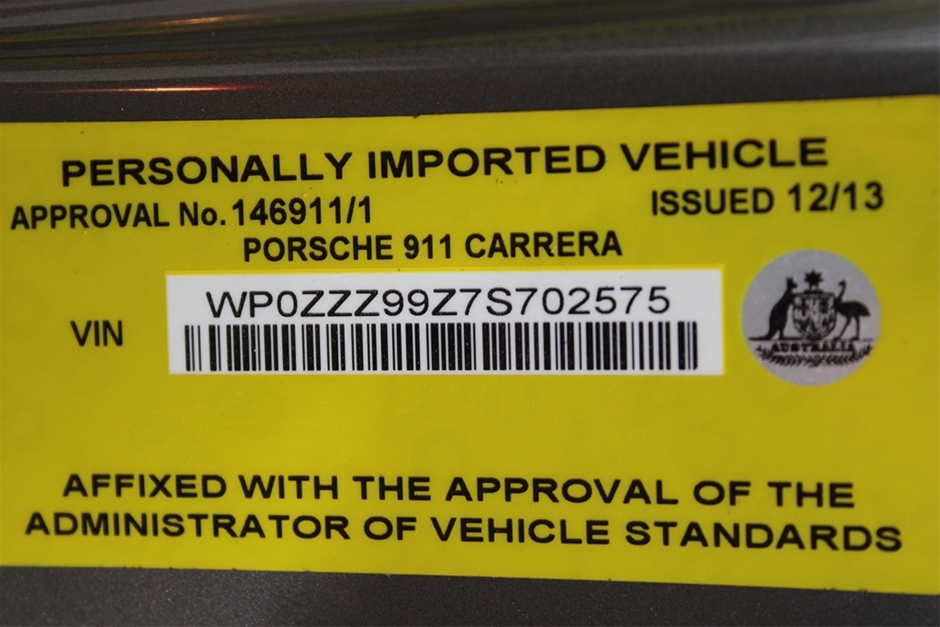 PERSONALLY IMPORTED VEHICLE
APPROVAL No. 146911/1 ISSUED 12/13
PORSCHE 911 CARRERA
VIN WP0ZZZ99Z7S702575
AUSTRALIA
AFFIXED WITH THE APPROVAL OF THE
ADMINISTRATOR OF VEHICLE STANDARDS